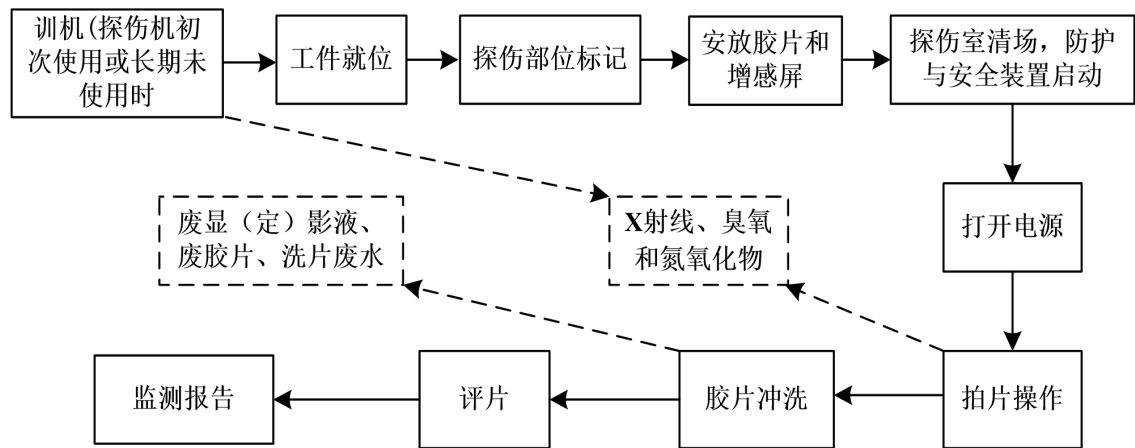 训机(探伤机初
次使用或长期未
使用时
工件就位
探伤部位标记
安放胶片和
增感屏
探伤室清场，防护
与安全装置启动
废显（定）影液、
废胶片、洗片废水
X射线、臭氧
和氮氧化物
打开电源
监测报告
评片
胶片冲洗
拍片操作